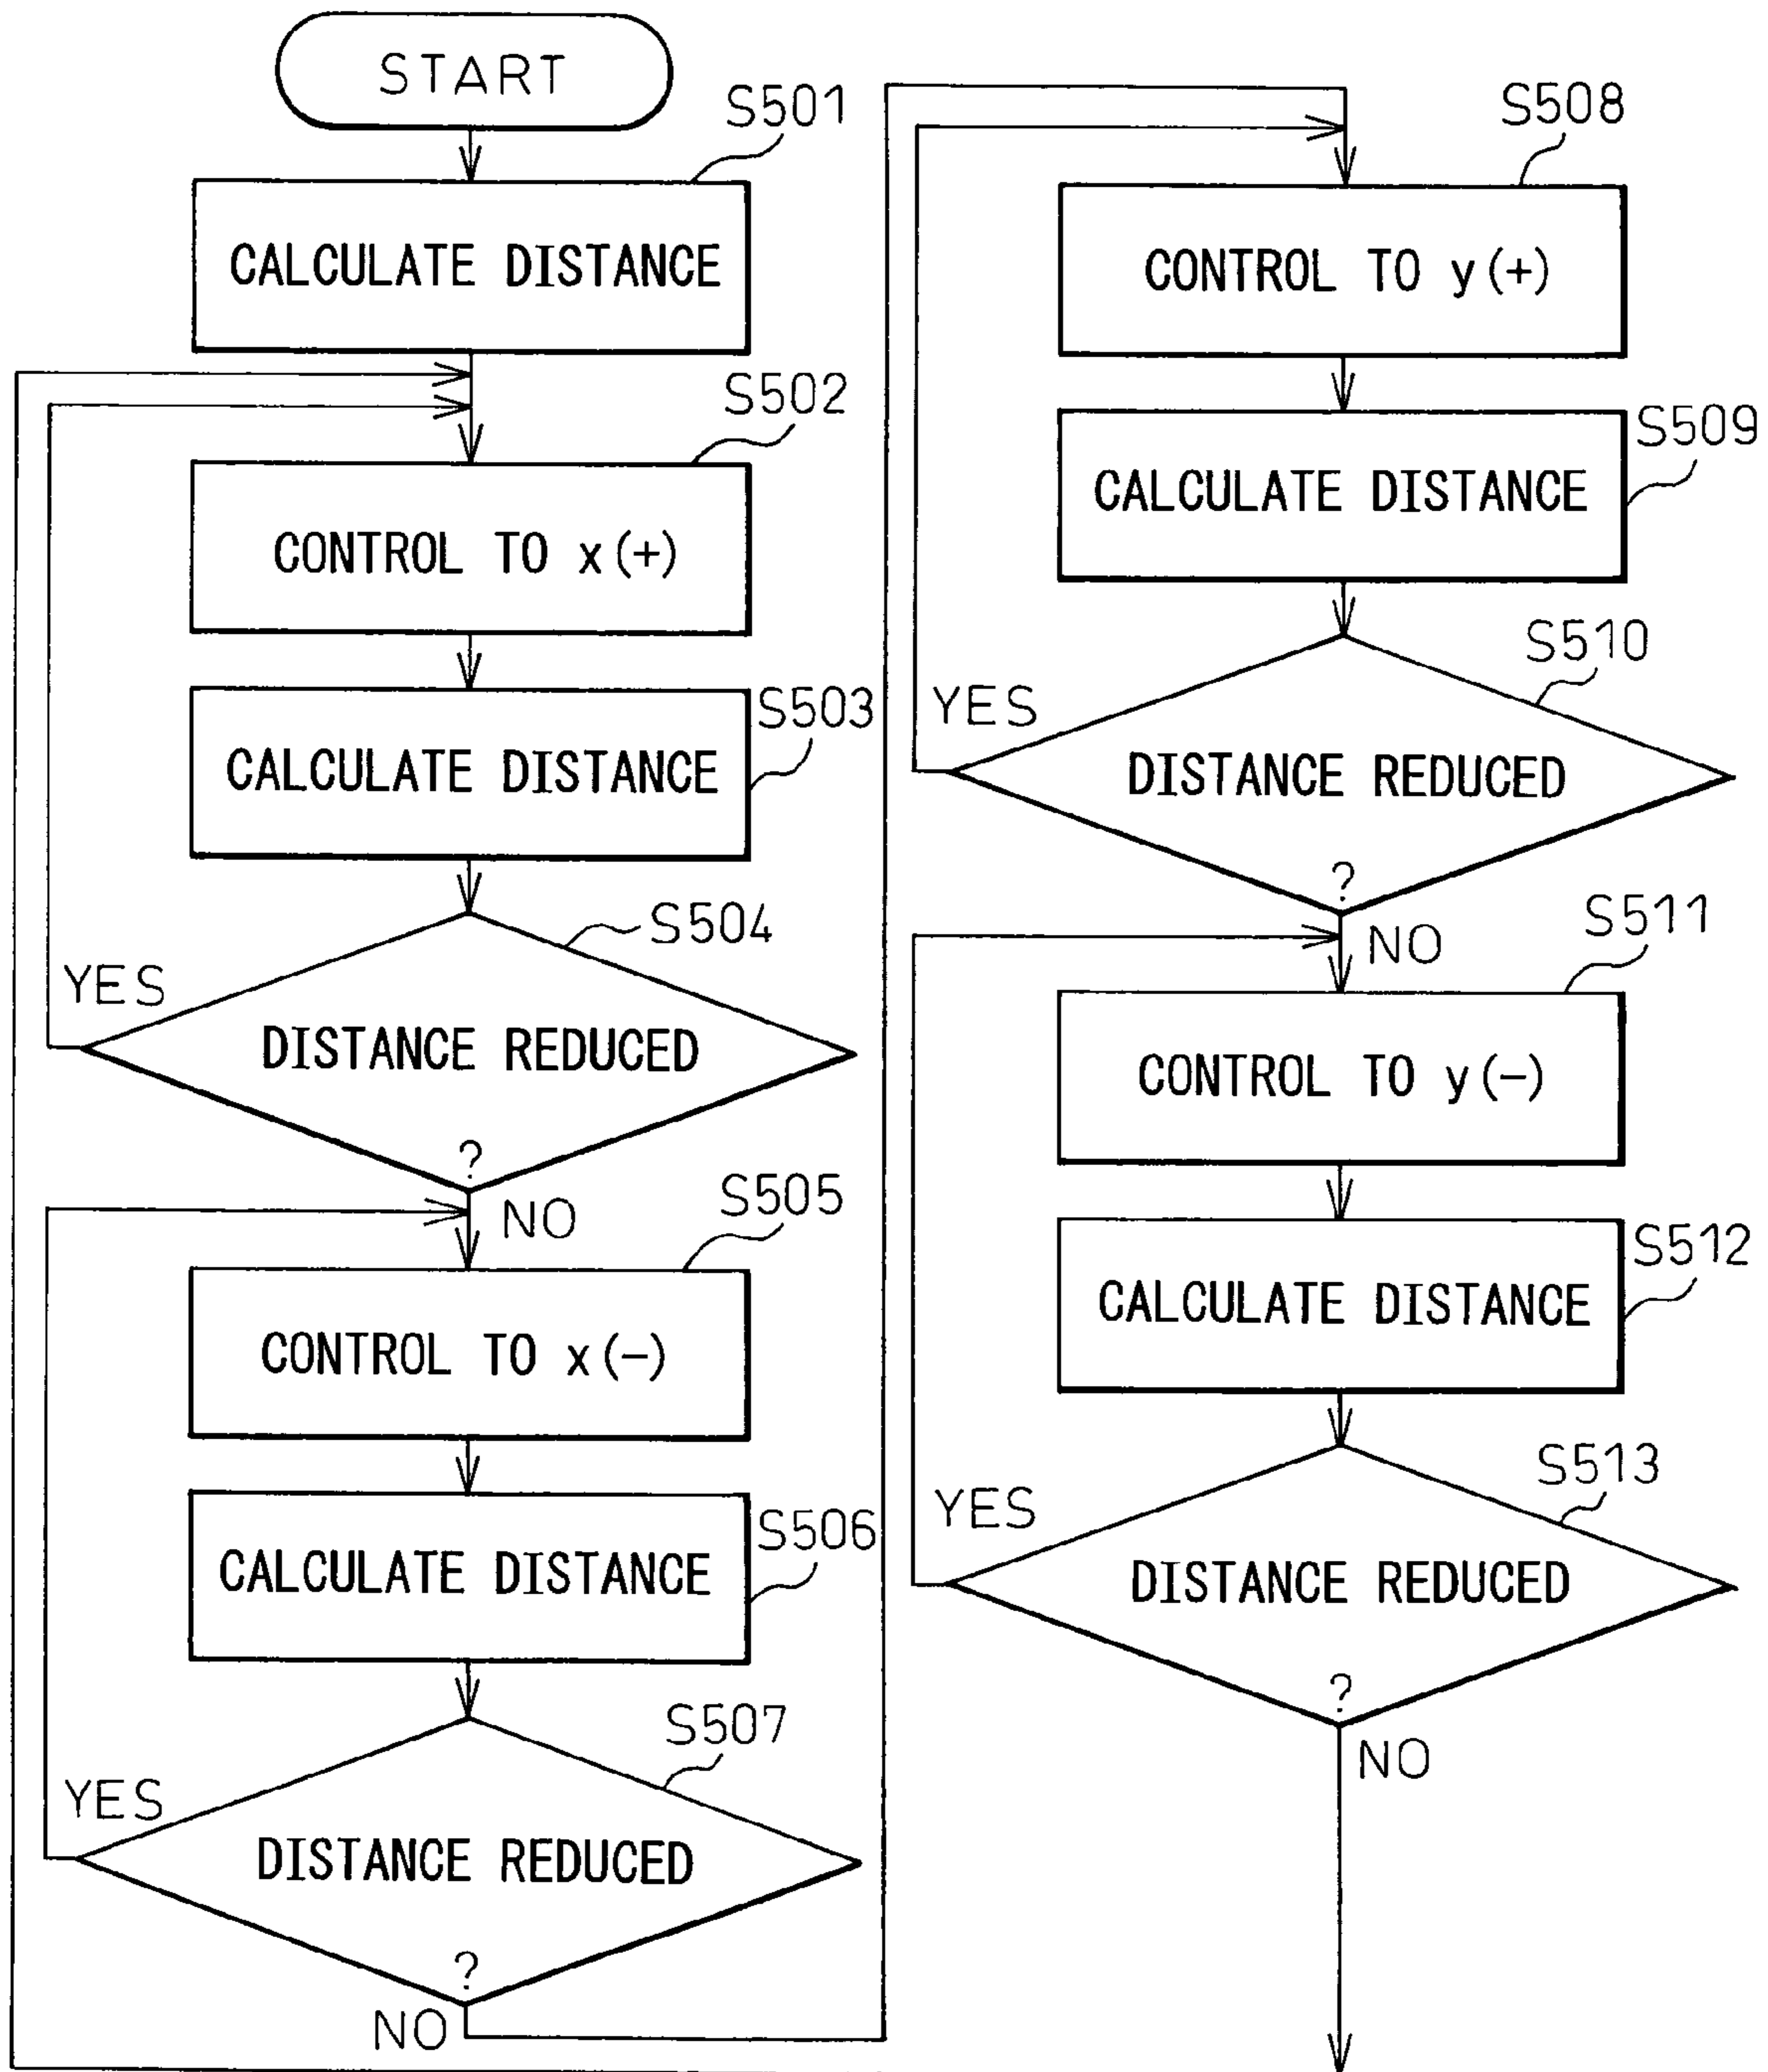 START
S501
CALCULATE DISTANCE
S502
CONTROL TO x(+)
S503
CALCULATE DISTANCE
S504
YES
DISTANCE REDUCED
?
NO
S505
CONTROL TO x(-)
S506
CALCULATE DISTANCE
S507
YES
DISTANCE REDUCED
?
NO
S508
CONTROL TO y(+)
S509
CALCULATE DISTANCE
S510
YES
DISTANCE REDUCED
?
NO
S511
CONTROL TO y(-)
S512
CALCULATE DISTANCE
S513
YES
DISTANCE REDUCED
?
NO